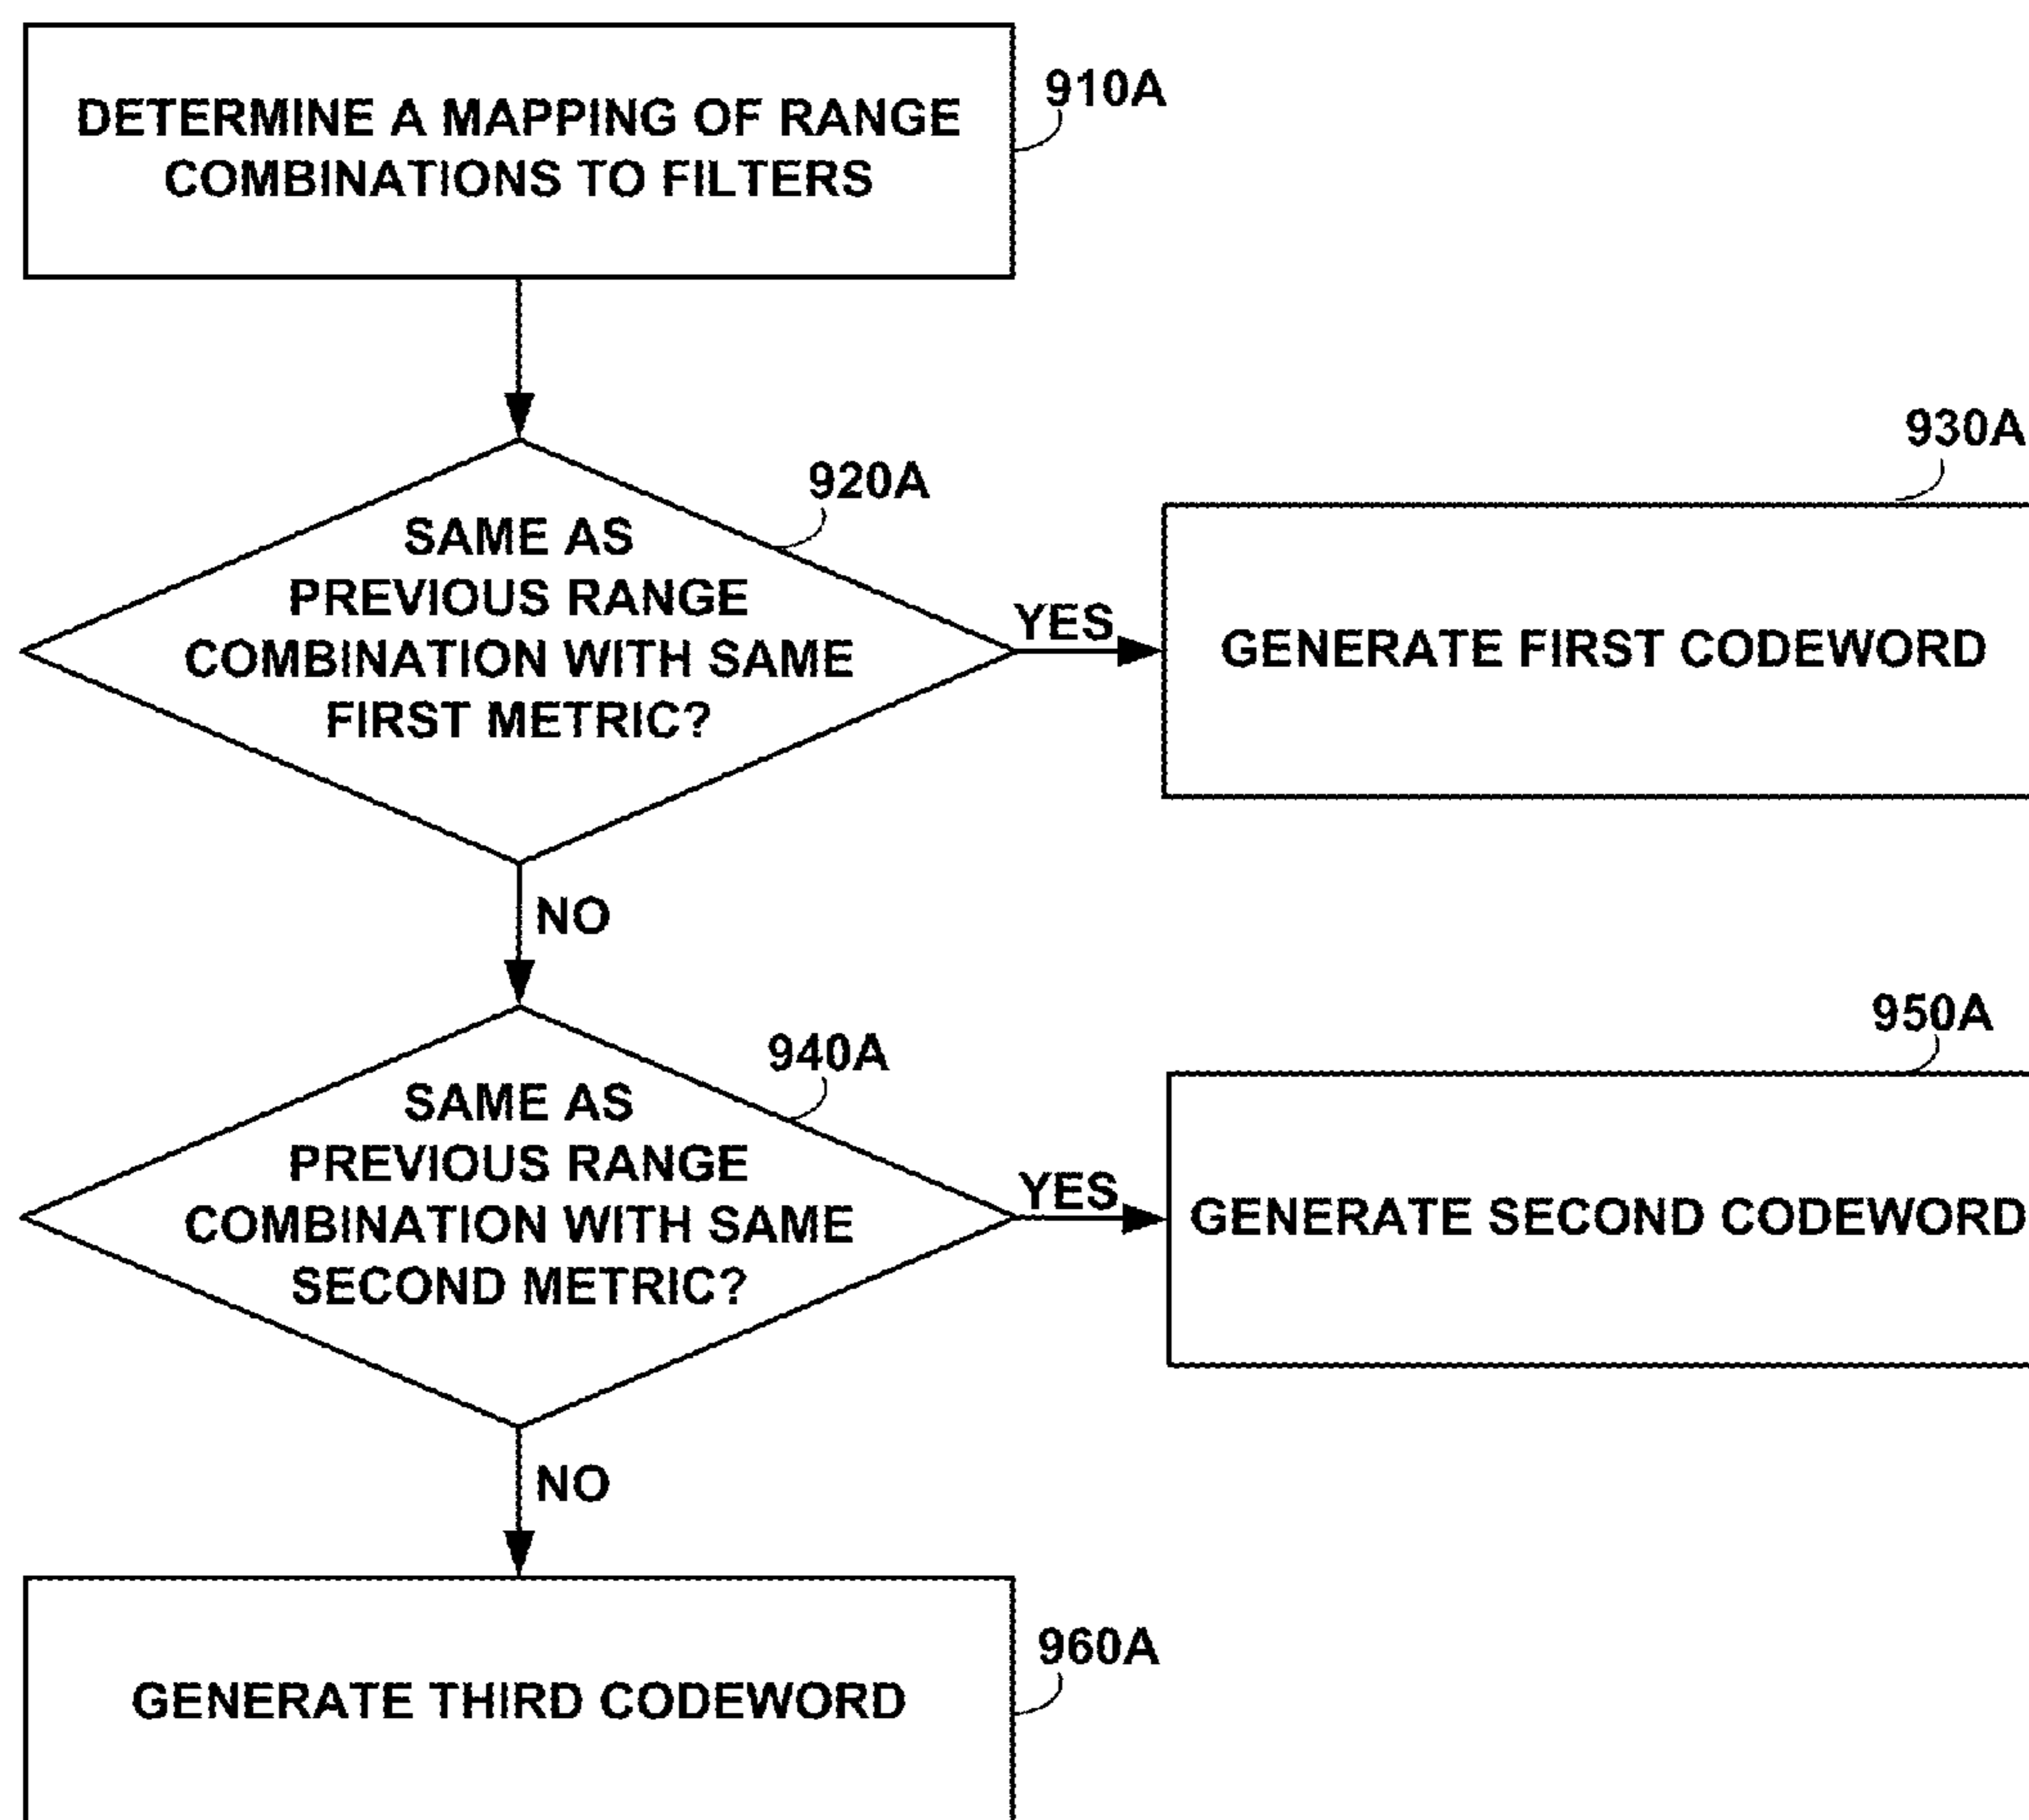 DETERMINE A MAPPING OF RANGE
COMBINATIONS TO FILTERS
910A
SAME AS
PREVIOUS RANGE
COMBINATION WITH SAME
FIRST METRIC?
920A
YES
GENERATE FIRST CODEWORD
930A
NO
SAME AS
PREVIOUS RANGE
COMBINATION WITH SAME
SECOND METRIC?
940A
YES
GENERATE SECOND CODEWORD
950A
NO
GENERATE THIRD CODEWORD
960A